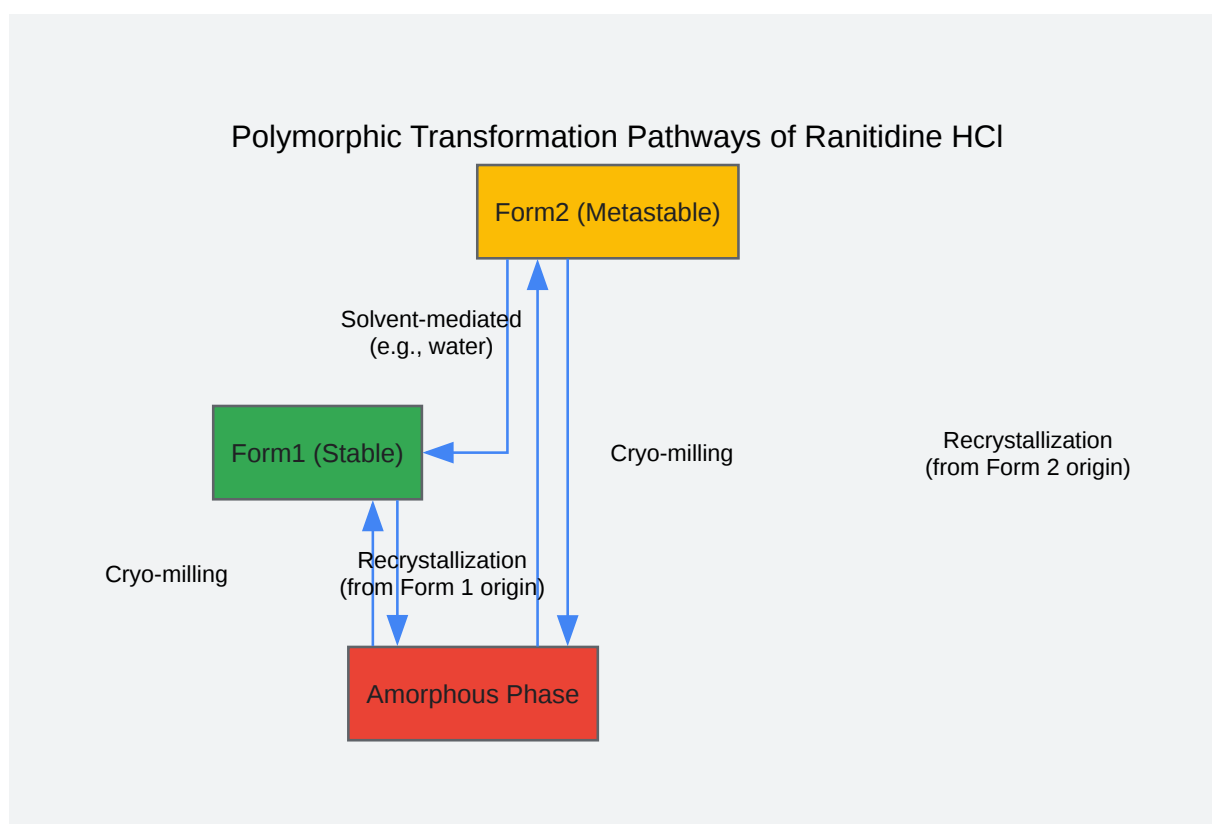 Polymorphic Transformation Pathways of Ranitidine HCl
Form2 (Metastable)
Solvent-mediated
(e.g., water)
Form1 (Stable)
Cryo-milling
Recrystallization
(from Form 2 origin)
Cryo-milling
Recrystallization
(from Form 1 origin)
Amorphous Phase